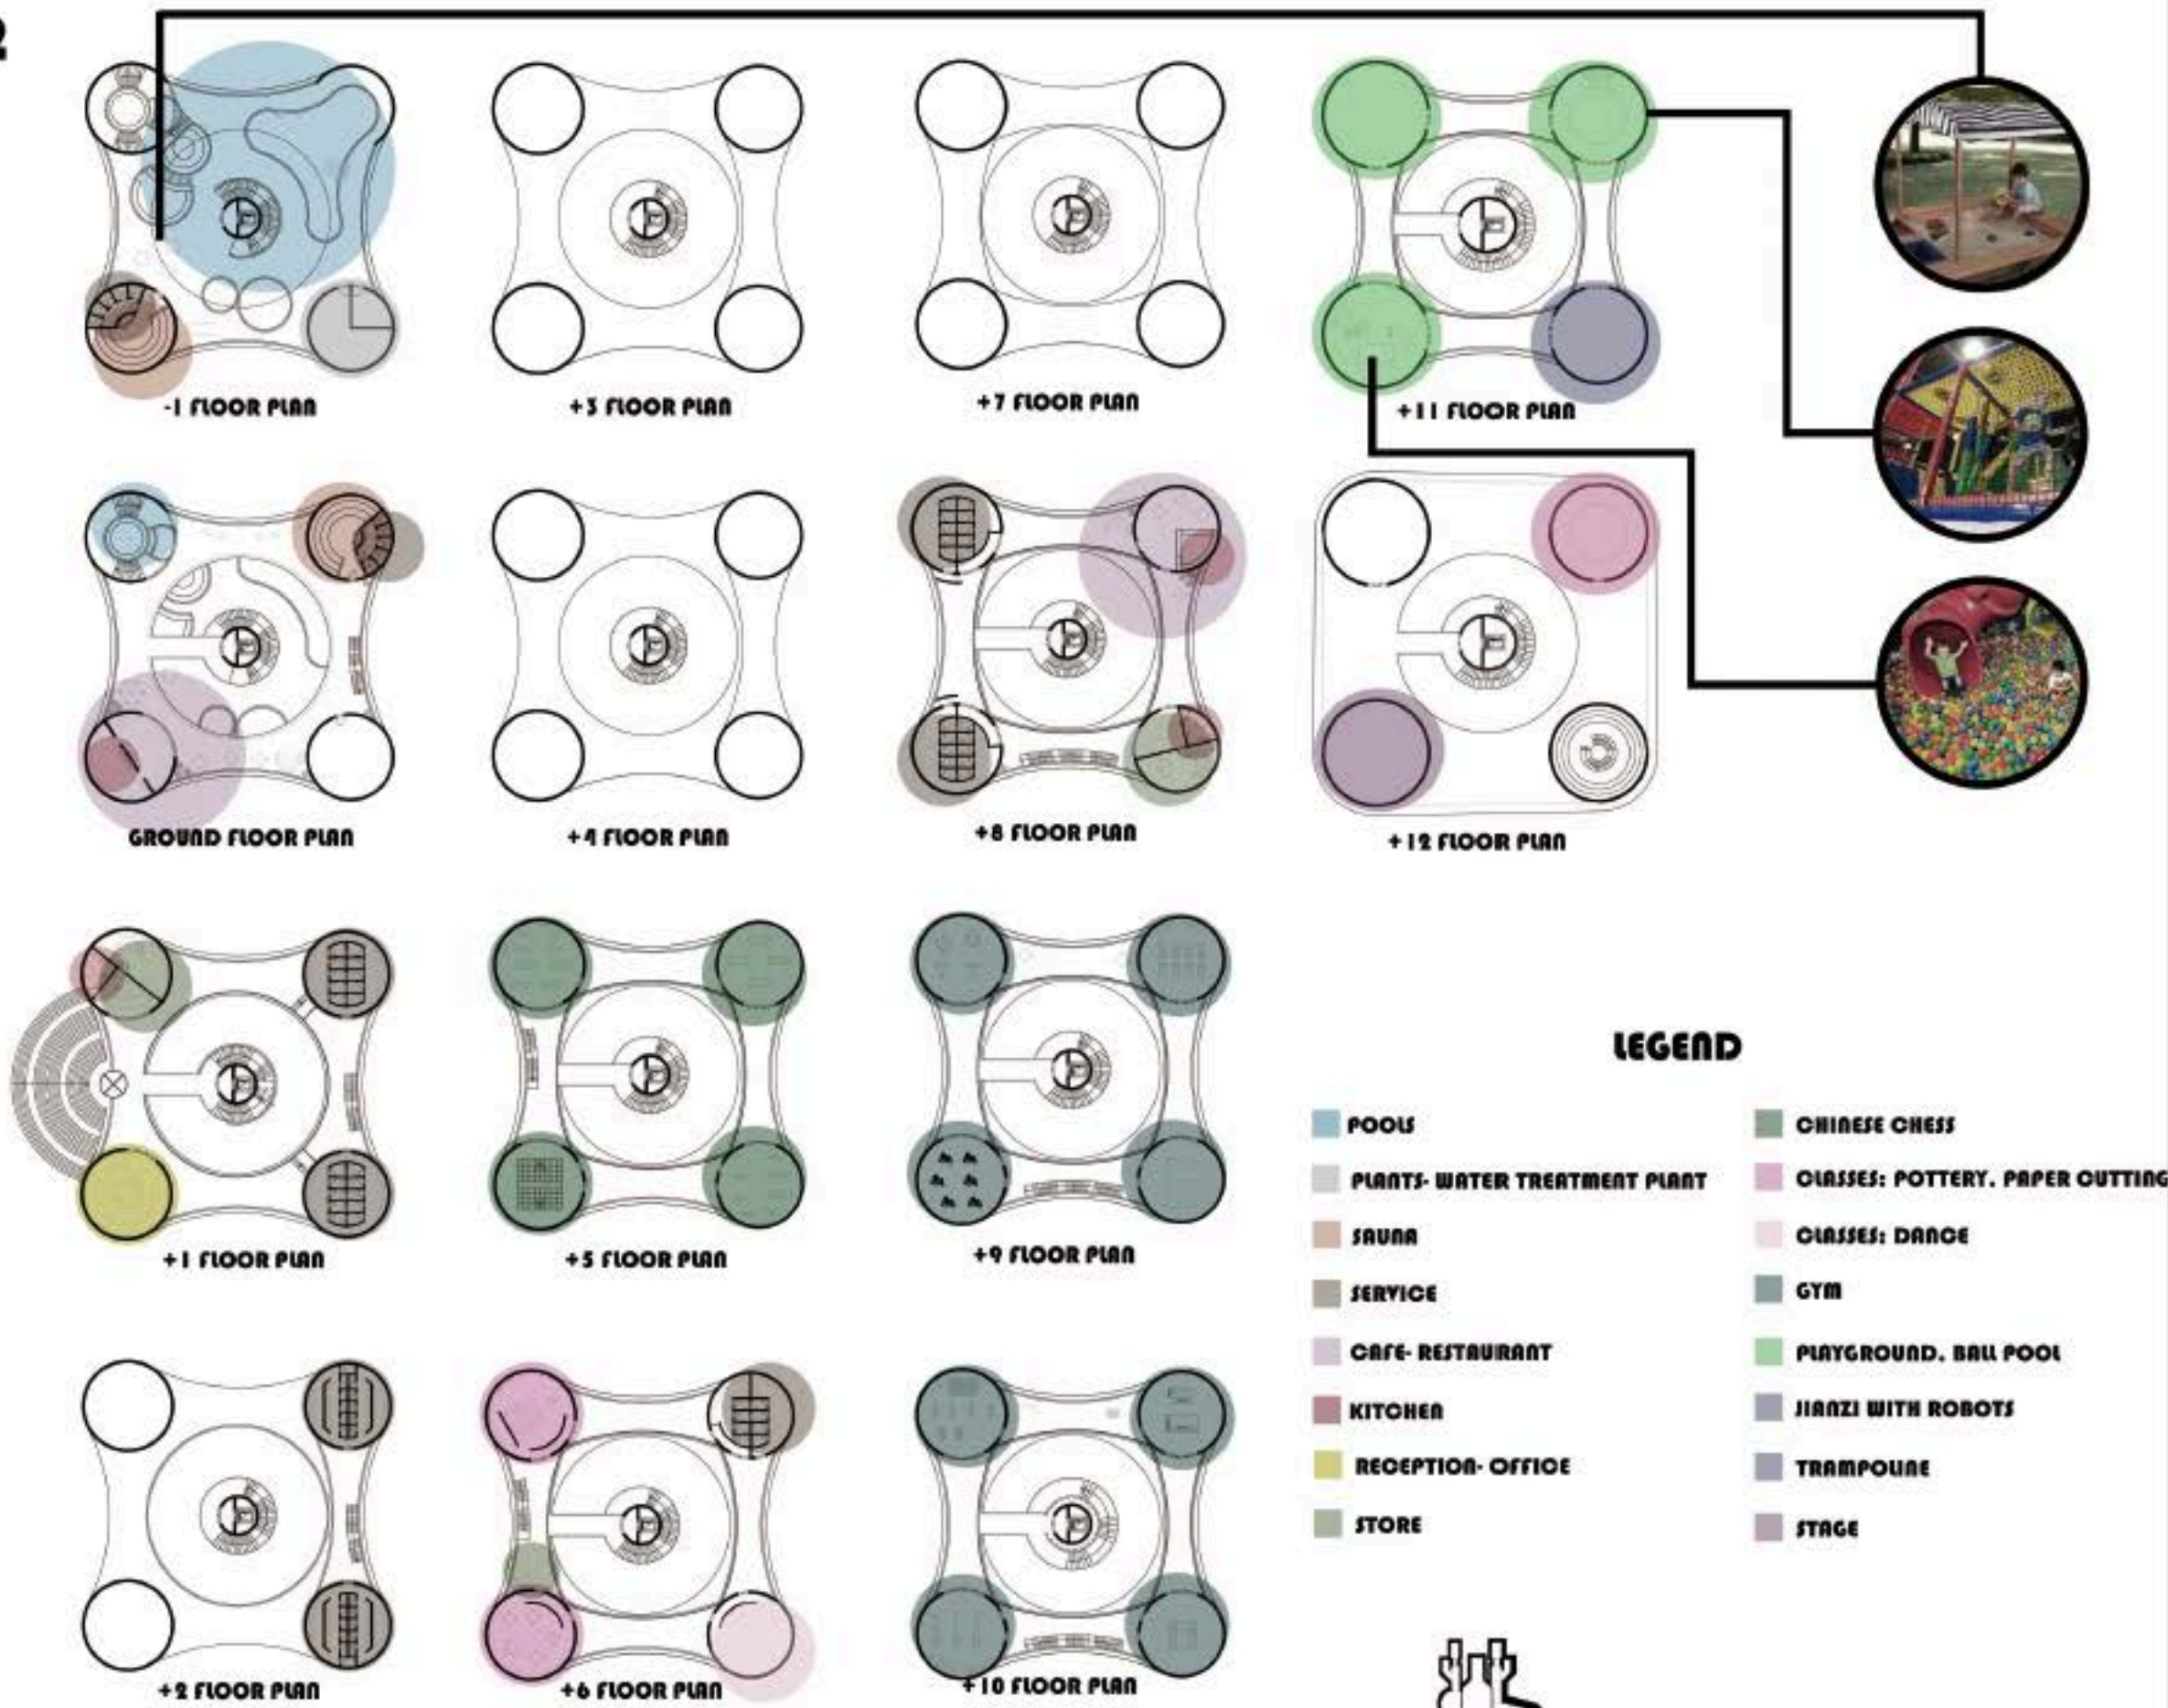 2
-1 FLOOR PLAN
+3 FLOOR PLAN
+7 FLOOR PLAN
+11 FLOOR PLAN
GROUND FLOOR PLAN
+4 FLOOR PLAN
+8 FLOOR PLAN
+12 FLOOR PLAN
+1 FLOOR PLAN
+5 FLOOR PLAN
+9 FLOOR PLAN
+2 FLOOR PLAN
+6 FLOOR PLAN
+10 FLOOR PLAN
LEGEND
POOLS
PLANTS- WATER TREATMENT PLANT
SAUNA
SERVICE
CAFE- RESTAURANT
KITCHEN
RECEPTION- OFFICE
STORE
CHINESE CHESS
CLASSES: POTTERY, PAPER CUTTING
CLASSES: DANCE
GYM
PLAYGROUND, BALL POOL
JIANZI WITH ROBOTS
TRAMPOLINE
STAGE